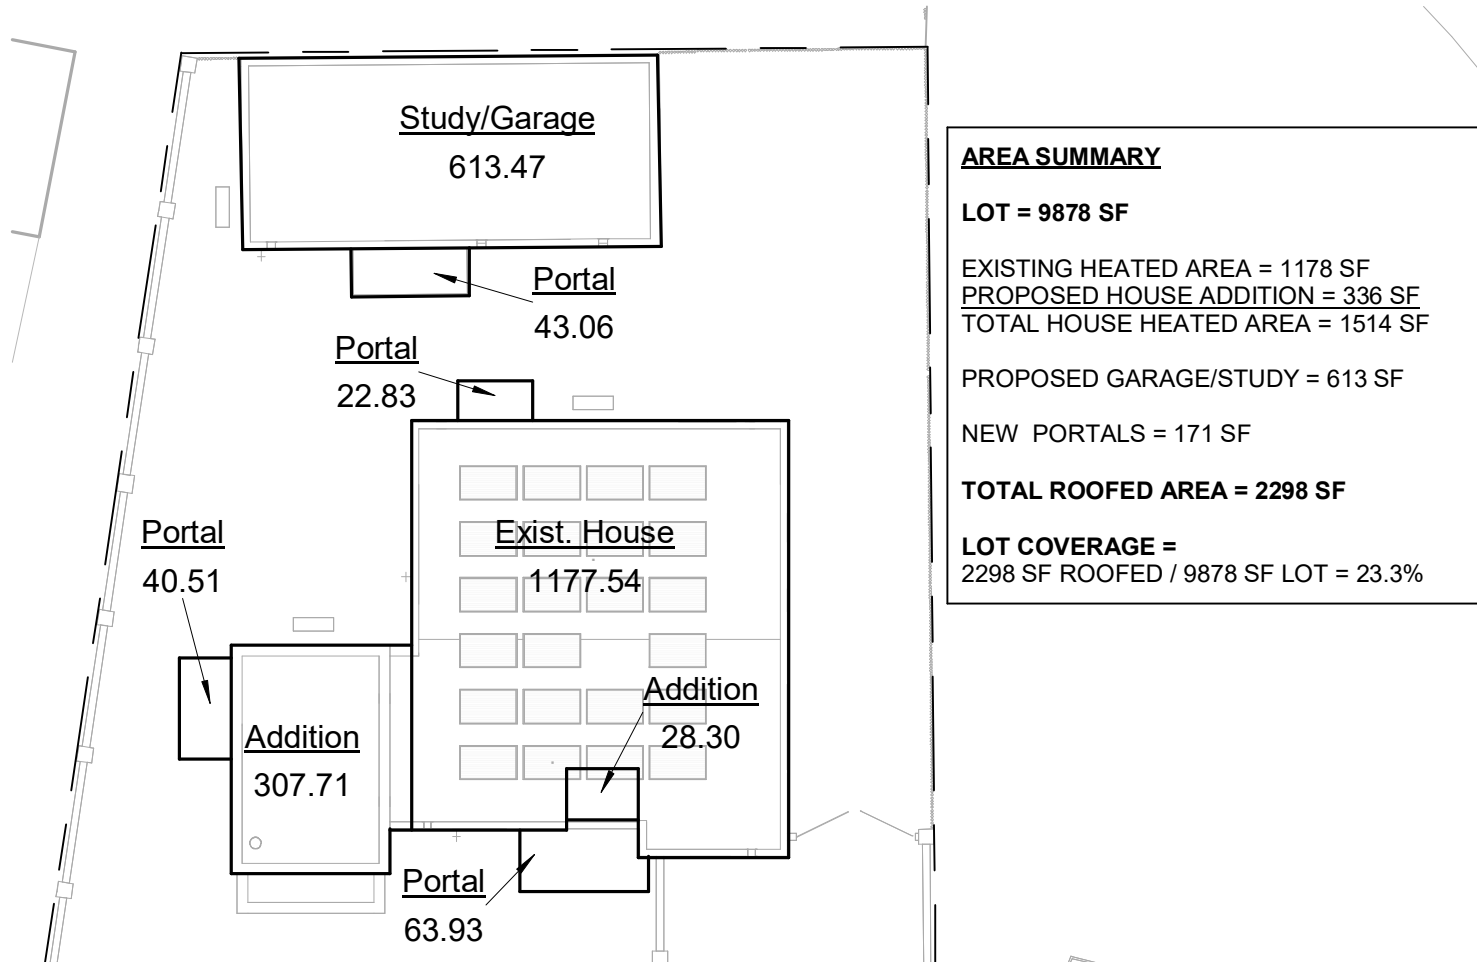 Study/Garage
613.47
Portal
43.06
Portal
22.83
Portal
40.51
Exist. House
1177.54
Addition
28.30
Addition
307.71
Portal
63.93
AREA SUMMARY
LOT = 9878 SF
EXISTING HEATED AREA = 1178 SF
PROPOSED HOUSE ADDITION = 336 SF
TOTAL HOUSE HEATED AREA = 1514 SF
PROPOSED GARAGE/STUDY = 613 SF
NEW PORTALS = 171 SF
TOTAL ROOFED AREA = 2298 SF
LOT COVERAGE =
2298 SF ROOFED / 9878 SF LOT = 23.3%